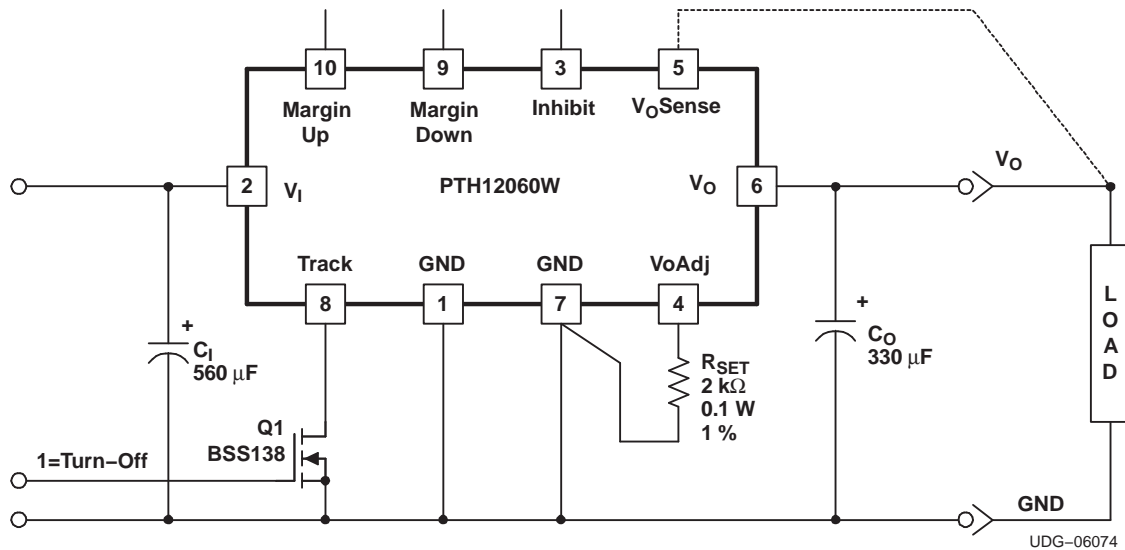 10
9
3
5
Margin
Up
Margin
Down
Inhibit
VOSense
VO
2
VI
PTH12060W
VO
6
Track
GND
GND
VoAdj
8
1
7
4
+
CI
560 μF
RSET
2 kΩ
0.1 W
1 %
+
CO
330 μF
L
O
A
D
Q1
BSS138
1=Turn−Off
GND
UDG−06074